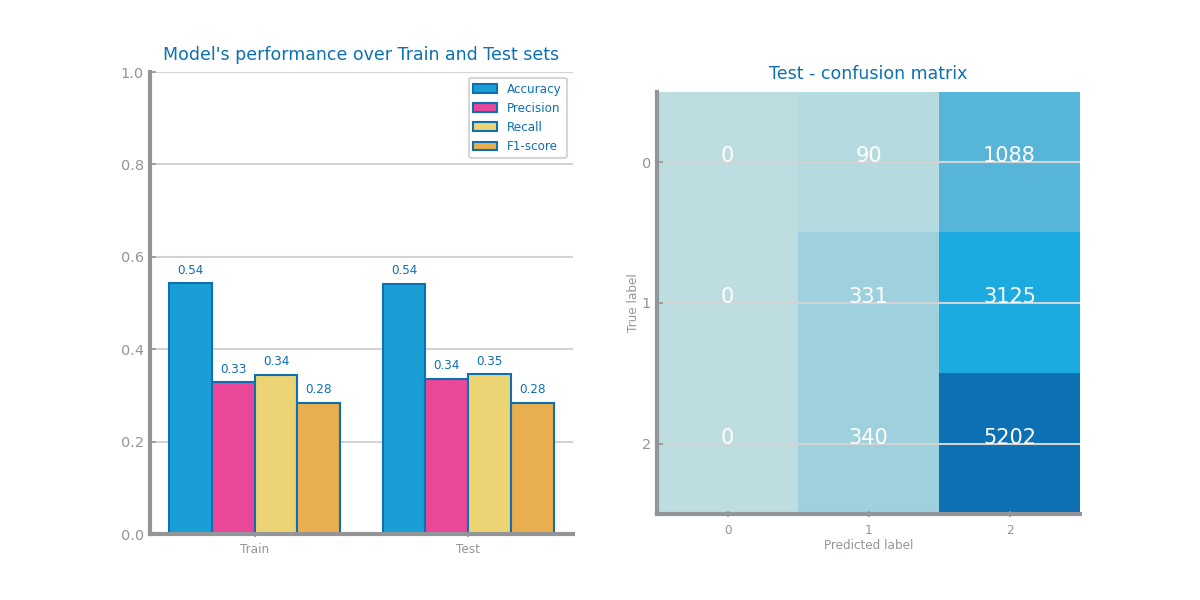 Model's performance over Train and Test sets
1.0
0.8
0.6
0.4
0.2
0.0
Accuracy
Precision
Recall
F1-score
0.54
0.33
0.34
0.28
0.54
0.34
0.35
0.28
Train
Test
Test - confusion matrix
True label
0
1
2
0 90 1088
0 331 3125
0 340 5202
0 1 2
Predicted label